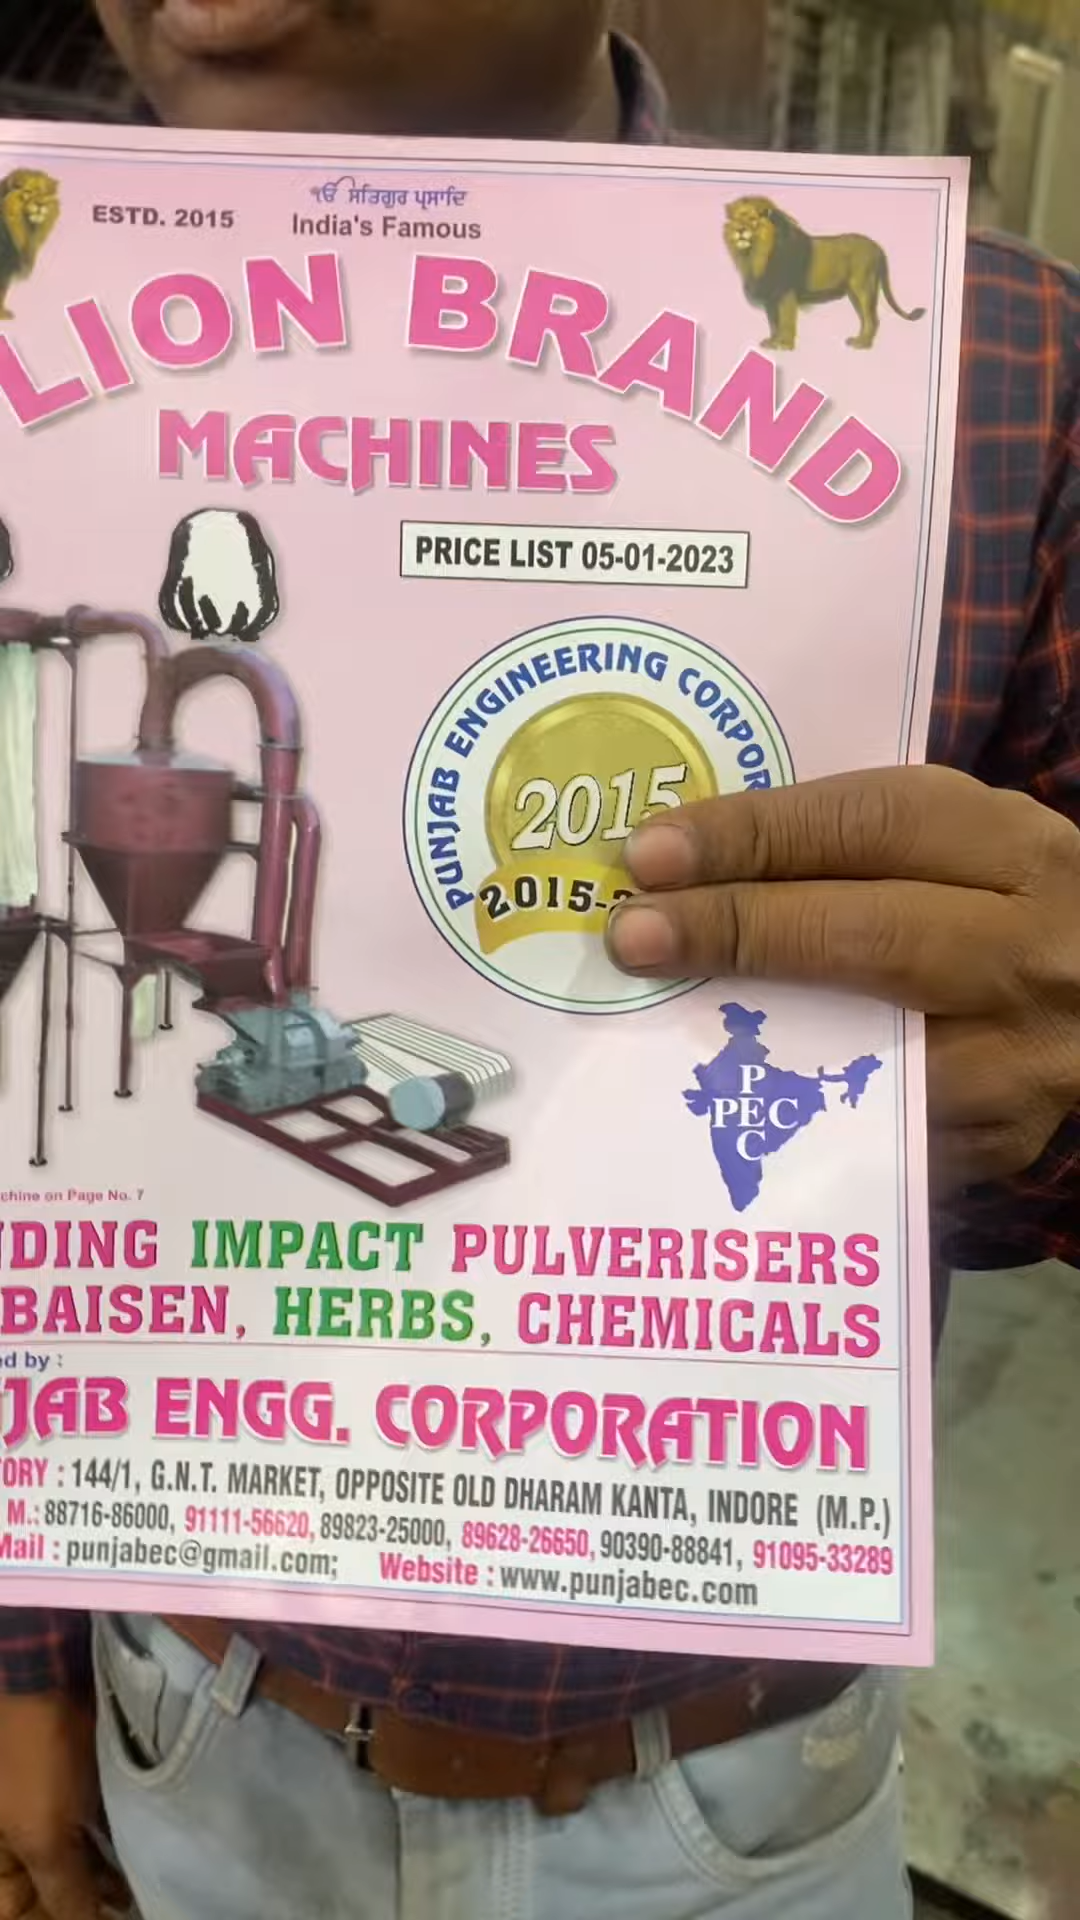 ESTD. 2015
ੴ ਸਤਿਗੁਰ ਪ੍ਰਸਾਦਿ
India's Famous
LION BRAND
MACHINES
PRICE LIST 05-01-2023
PUNJAB ENGINEERING CORPOR
2015
2015-
P
PEC
C
chine on Page No. 7
DING IMPACT PULVERISERS
BAISEN, HERBS, CHEMICALS
ed by :
JAB ENGG. CORPORATION
TORY : 144/1, G.N.T. MARKET, OPPOSITE OLD DHARAM KANTA, INDORE (M.P.)
M.: 88716-86000, 91111-56620, 89823-25000, 89628-26650, 90390-88841, 91095-33289
Mail : punjabec@gmail.com; Website : www.punjabec.com